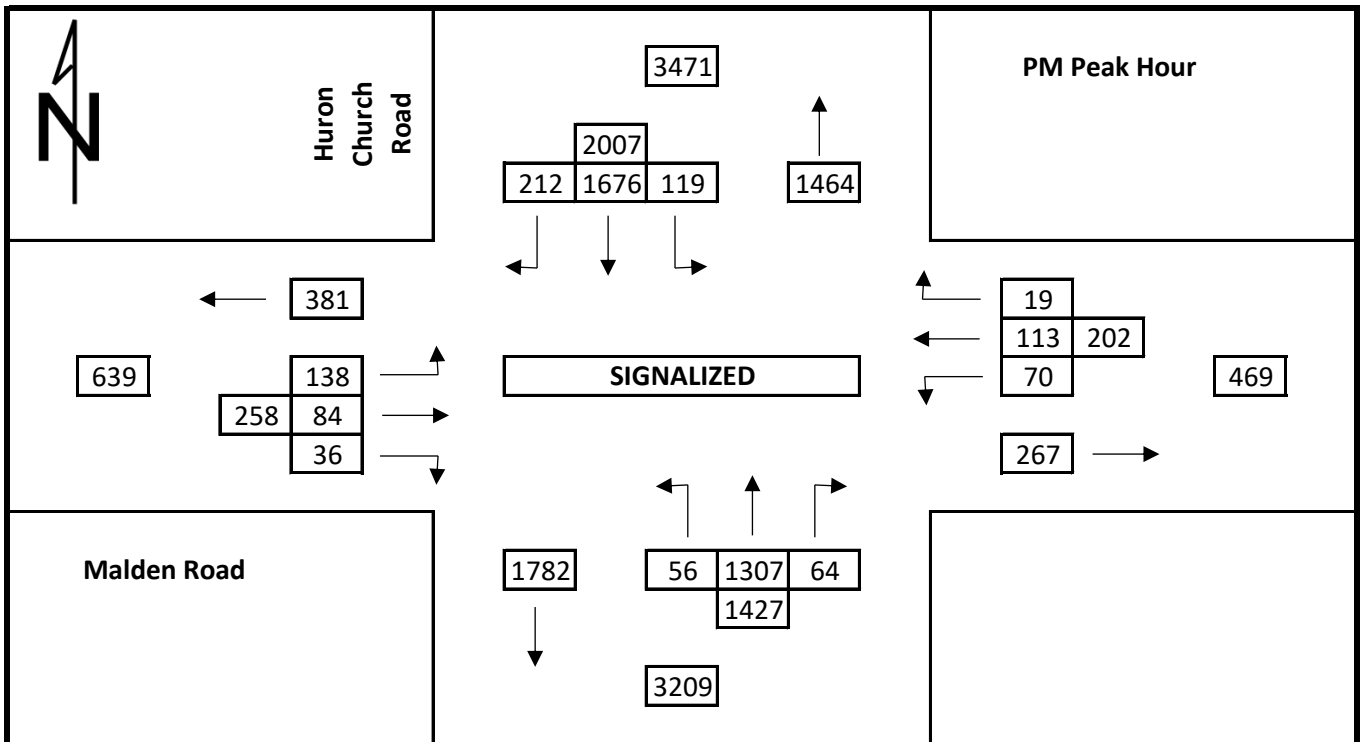 N
Huron
Church
Road
3471
PM Peak Hour
2007
212 1676 119
1464
381
19
113 202
70
639
138
258 84
36
SIGNALIZED
469
267
Malden Road
1782
56 1307 64
1427
3209